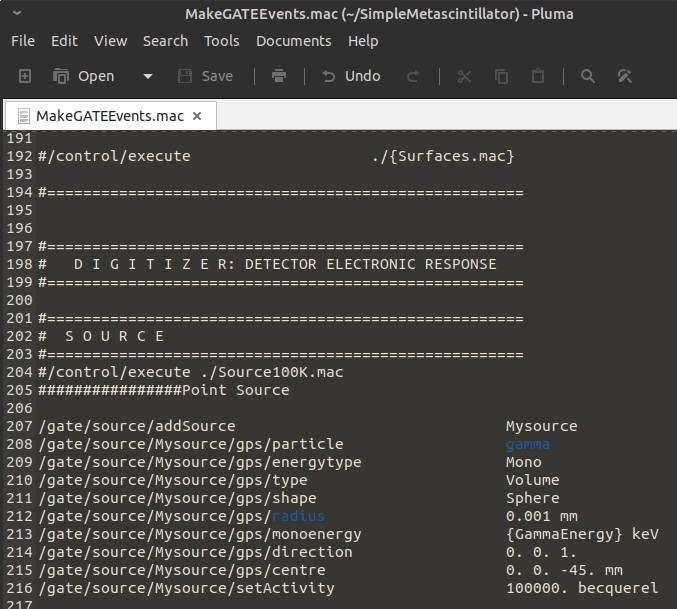 MakeGATEEvents.mac (~/SimpleMetascintillator) - Pluma
File Edit View Search Tools Documents Help
Open Save Undo
MakeGATEEvents.mac ×
191
192 #/control/execute ./{Surfaces.mac}
193
194 #=====================================================
195
196
197 #=====================================================
198 #   D I G I T I Z E R: DETECTOR ELECTRONIC RESPONSE
199 #=====================================================
200
201 #=====================================================
202 #  S O U R C E
203 #=====================================================
204 #/control/execute ./Source100K.mac
205 ################Point Source
206
207 /gate/source/addSource Mysource
208 /gate/source/Mysource/gps/particle gamma
209 /gate/source/Mysource/gps/energytype Mono
210 /gate/source/Mysource/gps/type Volume
211 /gate/source/Mysource/gps/shape Sphere
212 /gate/source/Mysource/gps/radius 0.001 mm
213 /gate/source/Mysource/gps/monoenergy {GammaEnergy} keV
214 /gate/source/Mysource/gps/direction 0. 0. 1.
215 /gate/source/Mysource/gps/centre 0. 0. -45. mm
216 /gate/source/Mysource/setActivity 100000. becquerel
217